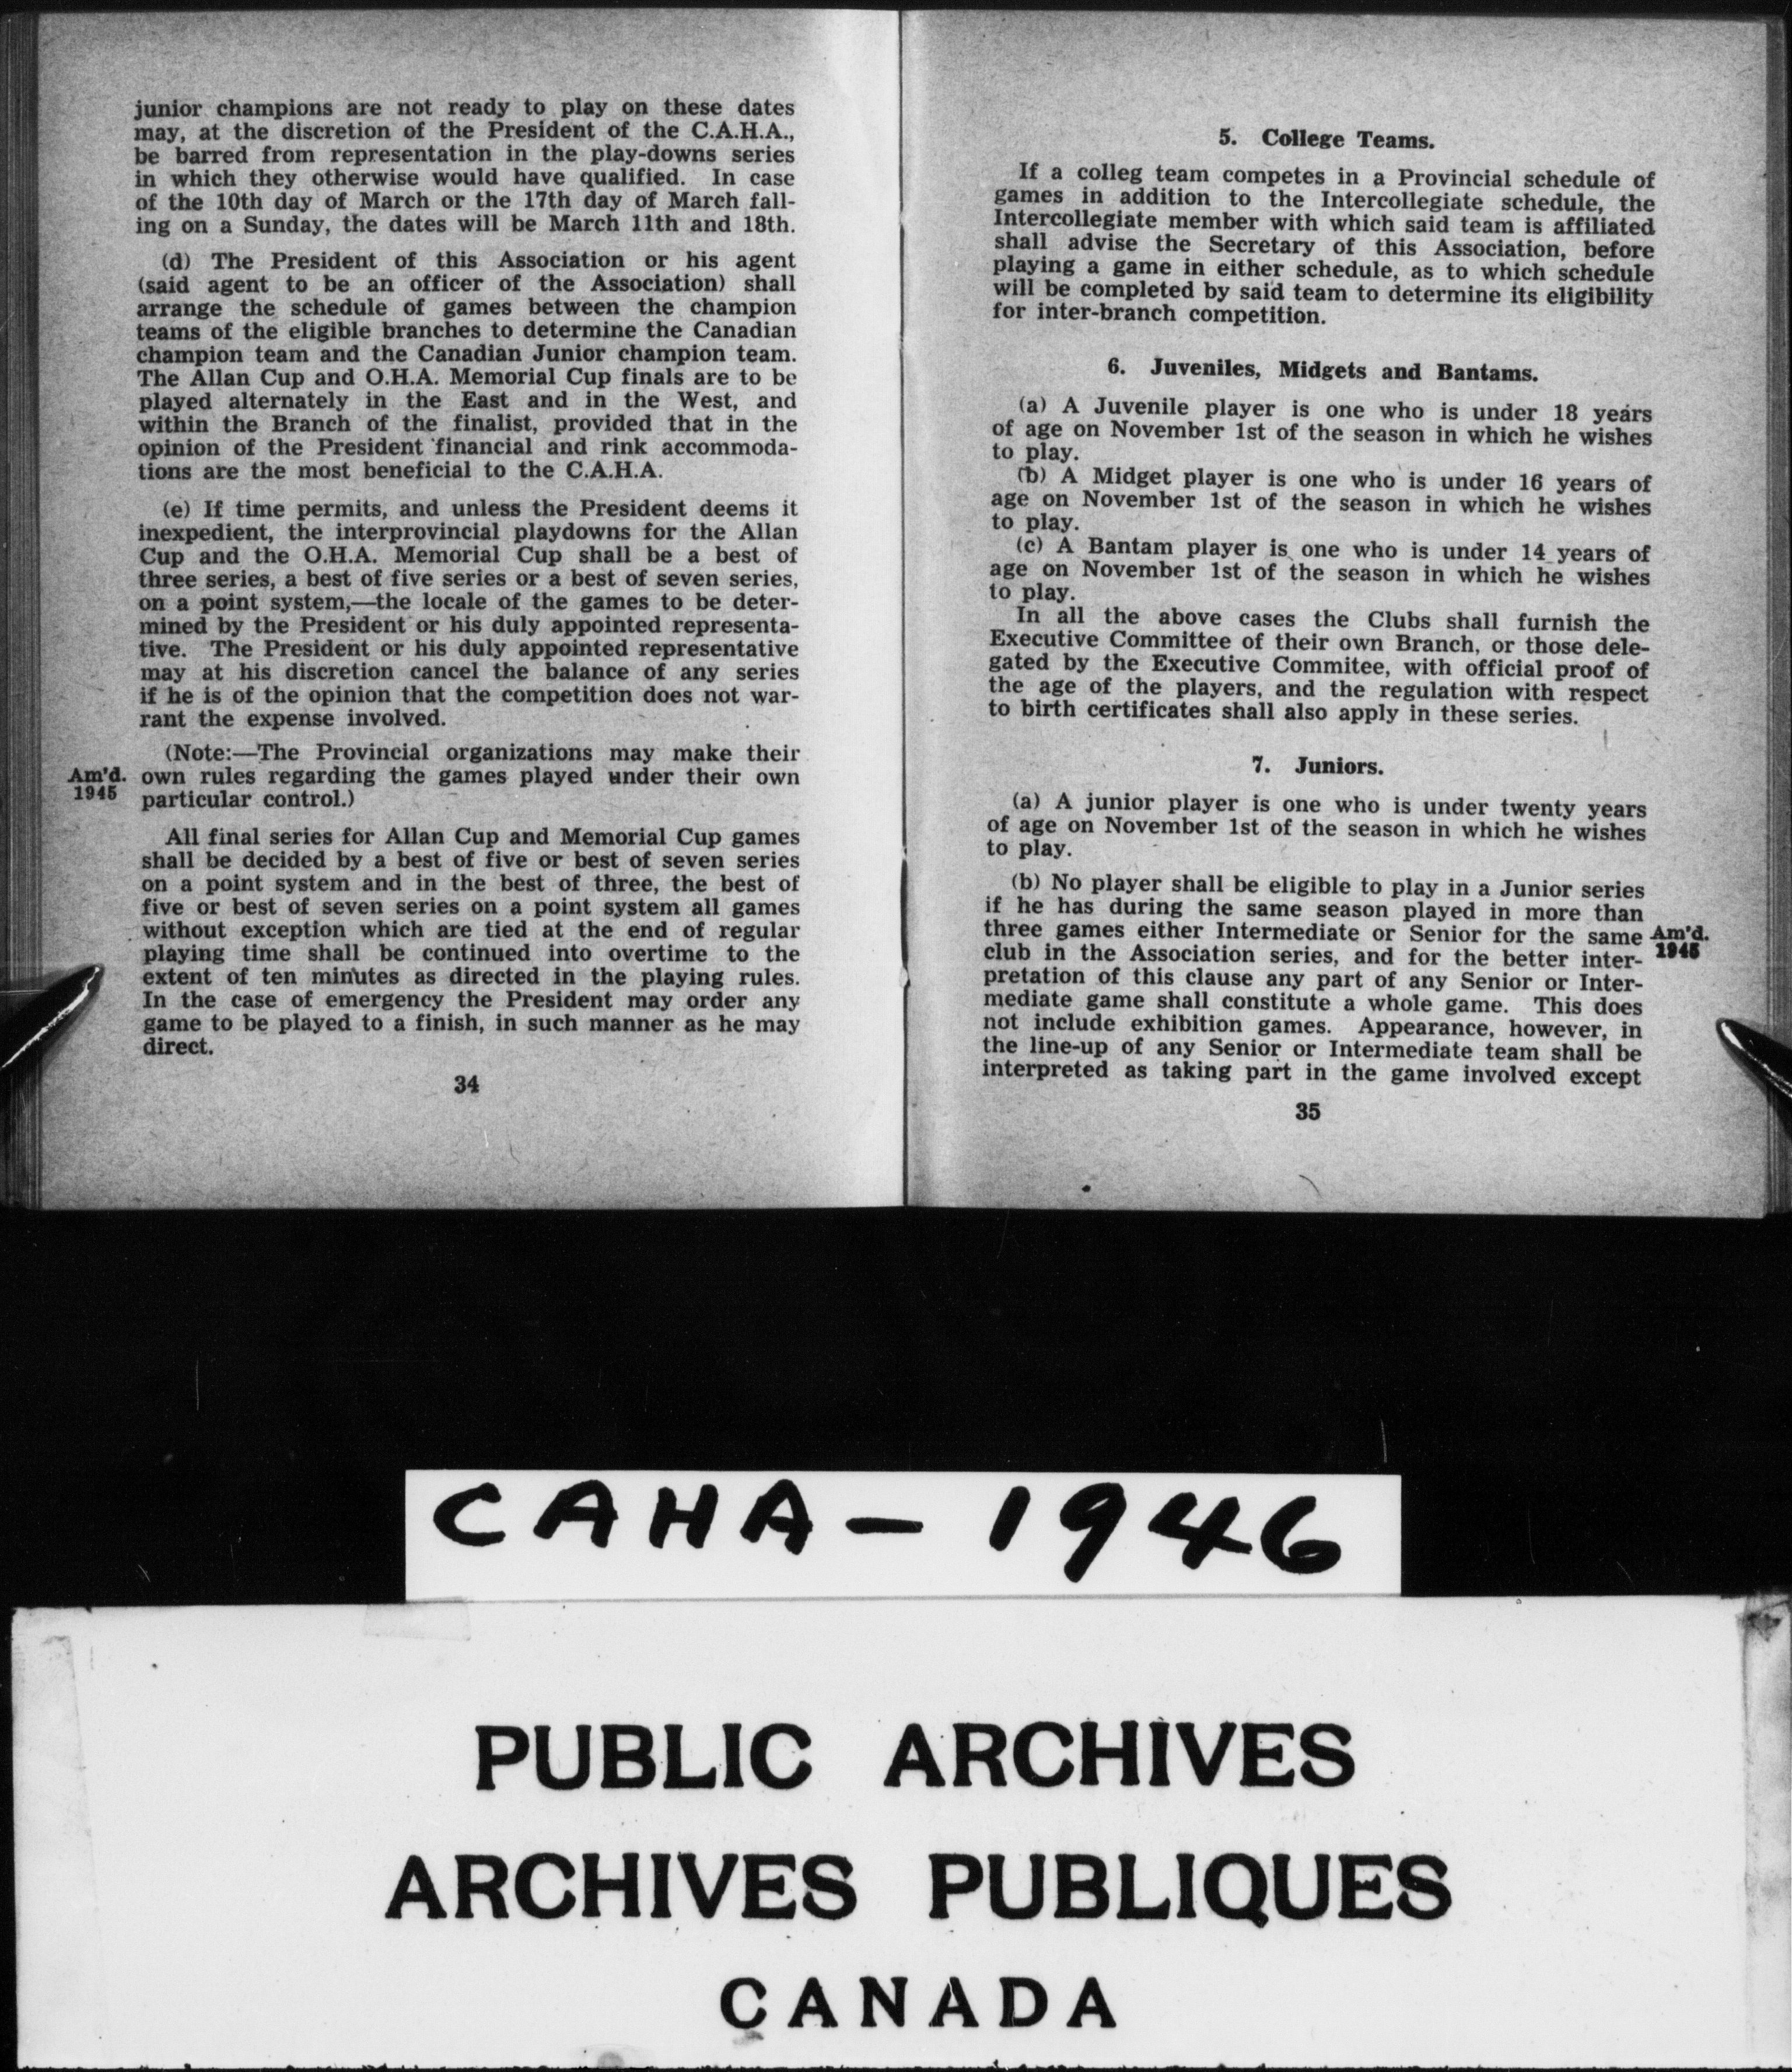 junior champions are not ready to play on these dates
may, at the discretion of the President of the C.A.H.A.,
be barred from representation in the play-downs series
in which they otherwise would have qualified. In case
of the 10th day of March or the 17th day of March fall-
ing on a Sunday, the dates will be March 11th and 18th.
(d) The President of this Association or his agent
(said agent to be an officer of the Association) shall
arrange the schedule of games between the champion
teams of the eligible branches to determine the Canadian
champion team and the Canadian Junior champion team.
The Allan Cup and O.H.A. Memorial Cup finals are to be
played alternately in the East and in the West, and
within the Branch of the finalist, provided that in the
opinion of the President financial and rink accommoda-
tions are the most beneficial to the C.A.H.A.
(e) If time permits, and unless the President deems it
inexpedient, the interprovincial playdowns for the Allan
Cup and the O.H.A. Memorial Cup shall be a best of
three series, a best of five series or a best of seven series,
on a point system,—the locale of the games to be deter-
mined by the President or his duly appointed representa-
tive. The President or his duly appointed representative
may at his discretion cancel the balance of any series
if he is of the opinion that the competition does not war-
rant the expense involved.
(Note:—The Provincial organizations may make their
Am'd. own rules regarding the games played under their own
1945 particular control.)
All final series for Allan Cup and Memorial Cup games
shall be decided by a best of five or best of seven series
on a point system and in the best of three, the best of
five or best of seven series on a point system all games
without exception which are tied at the end of regular
playing time shall be continued into overtime to the
extent of ten minutes as directed in the playing rules.
In the case of emergency the President may order any
game to be played to a finish, in such manner as he may
direct.
34
5. College Teams.
If a colleg team competes in a Provincial schedule of
games in addition to the Intercollegiate schedule, the
Intercollegiate member with which said team is affiliated
shall advise the Secretary of this Association, before
playing a game in either schedule, as to which schedule
will be completed by said team to determine its eligibility
for inter-branch competition.
6. Juveniles, Midgets and Bantams.
(a) A Juvenile player is one who is under 18 years
of age on November 1st of the season in which he wishes
to play.
(b) A Midget player is one who is under 16 years of
age on November 1st of the season in which he wishes
to play.
(c) A Bantam player is one who is under 14 years of
age on November 1st of the season in which he wishes
to play.
In all the above cases the Clubs shall furnish the
Executive Committee of their own Branch, or those dele-
gated by the Executive Commitee, with official proof of
the age of the players, and the regulation with respect
to birth certificates shall also apply in these series.
7. Juniors.
(a) A junior player is one who is under twenty years
of age on November 1st of the season in which he wishes
to play.
(b) No player shall be eligible to play in a Junior series
if he has during the same season played in more than
three games either Intermediate or Senior for the same Am'd.
club in the Association series, and for the better inter- 1945
pretation of this clause any part of any Senior or Inter-
mediate game shall constitute a whole game. This does
not include exhibition games. Appearance, however, in
the line-up of any Senior or Intermediate team shall be
interpreted as taking part in the game involved except
35
CAHA - 1946
PUBLIC ARCHIVES
ARCHIVES PUBLIQUES
CANADA